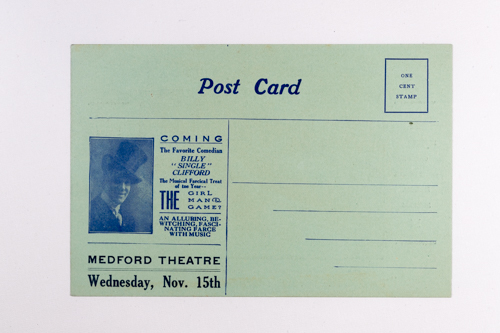 Post Card
ONE
CENT
STAMP
COMING
The Favorite Comedian
BILLY
"SINGLE"
CLIFFORD
The Musical Farcical Treat
of the Year--
THE GIRL
MAN &
GAME?
AN ALLURING, BE-
WITCHING, FASCI-
NATING FARCE
WITH MUSIC
MEDFORD THEATRE
Wednesday, Nov. 15th